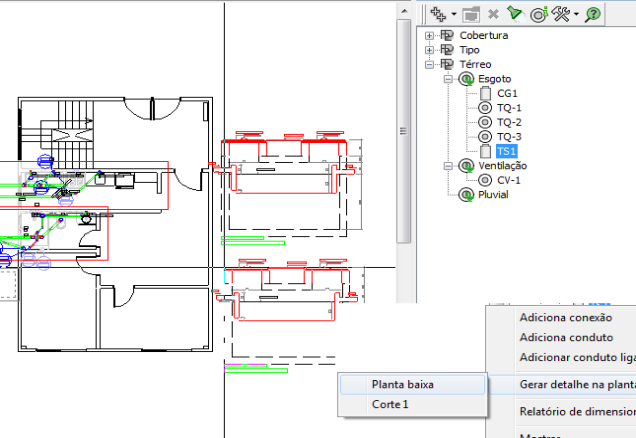 Cobertura
Tipo
Térreo
Esgoto
CG1
TQ-1
TQ-2
TQ-3
TS1
Ventilação
CV-1
Pluvial
Adiciona conexão
Adiciona conduto
Adicionar conduto liga
Gerar detalhe na planta
Planta baixa
Corte 1
Relatório de dimension
Mostrar